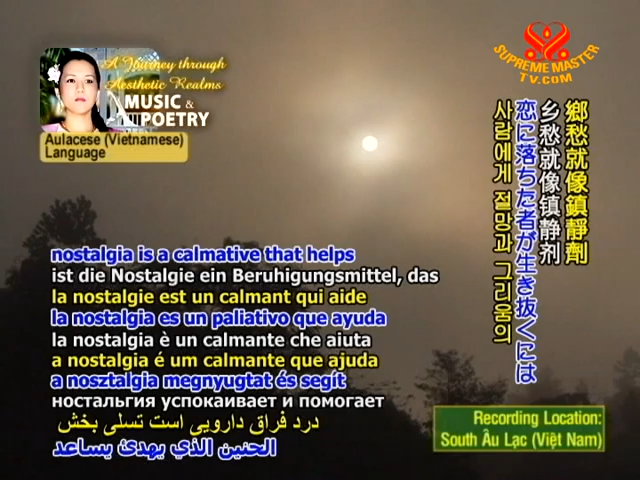 A Journey through
Aesthetic Realms
MUSIC &
POETRY
Aulacese (Vietnamese)
Language
SUPREME MASTER
TV.COM
鄉愁就像鎮靜劑
乡愁就像镇静剂
恋に落ちた者が生き抜くには
사람에게 절망과 그리움의
nostalgia is a calmative that helps
ist die Nostalgie ein Beruhigungsmittel, das
la nostalgie est un calmant qui aide
la nostalgia es un paliativo que ayuda
la nostalgia è un calmante che aiuta
a nostalgia é um calmante que ajuda
a nosztalgia megnyugtat és segít
ностальгия успокаивает и помогает
درد فراق دارویی است تسلی بخش
الحنين الذي يهدئ يساعد
Recording Location:
South Âu Lạc (Việt Nam)